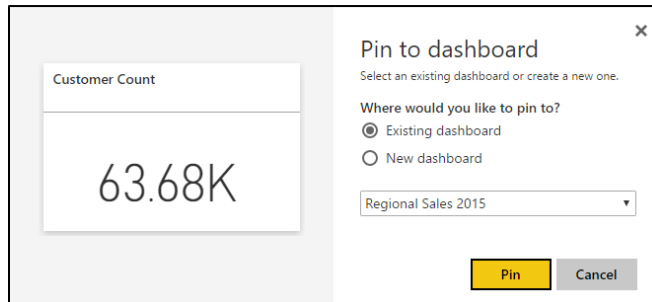 Customer Count
63.68K
Pin to dashboard
Select an existing dashboard or create a new one.
Where would you like to pin to?
Existing dashboard
New dashboard
Regional Sales 2015
Pin
Cancel